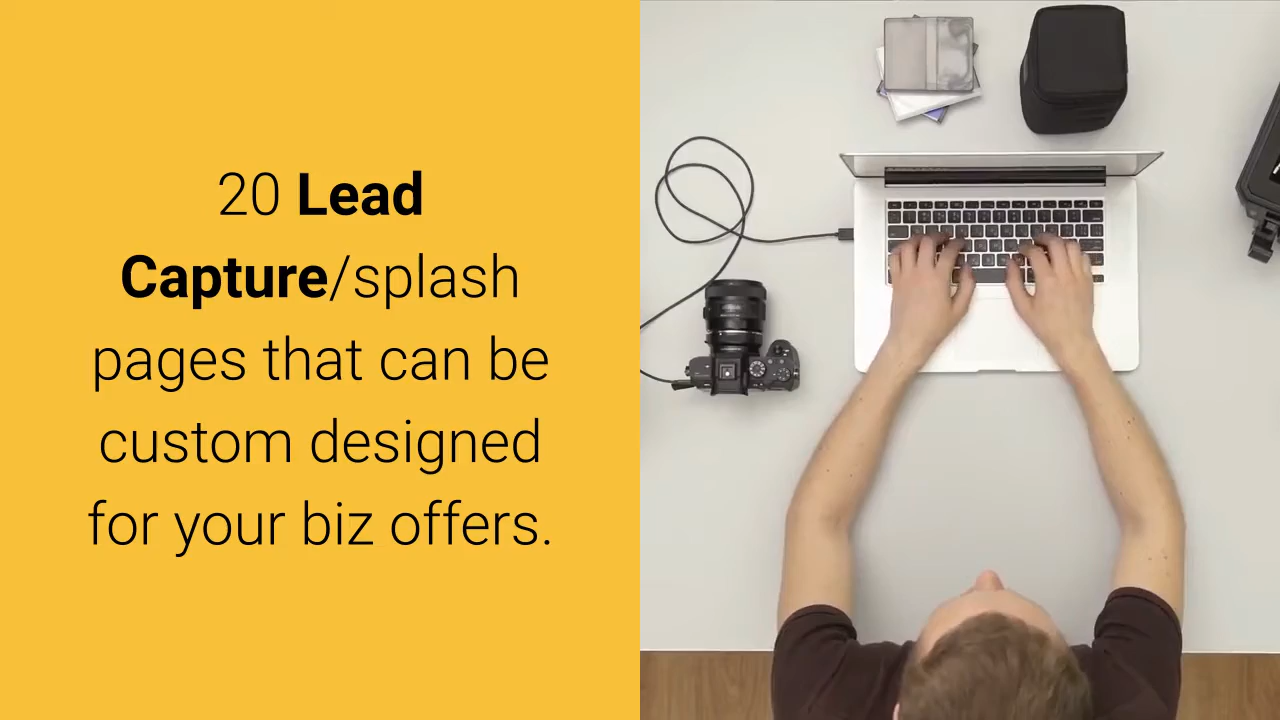 20 Lead
Capture/splash
pages that can be
custom designed
for your biz offers.